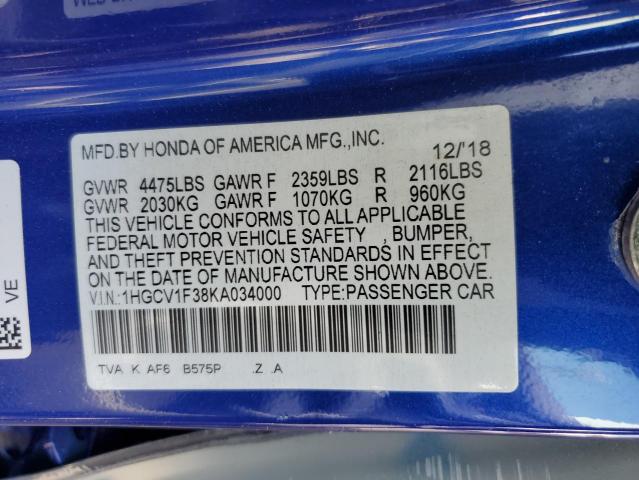 MFD.BY HONDA OF AMERICA MFG.,INC. 12/'18
GVWR 4475LBS GAWR F 2359LBS R 2116LBS
GVWR 2030KG GAWR F 1070KG R 960KG
THIS VEHICLE CONFORMS TO ALL APPLICABLE
FEDERAL MOTOR VEHICLE SAFETY , BUMPER,
AND THEFT PREVENTION STANDARDS IN EFFECT
ON THE DATE OF MANUFACTURE SHOWN ABOVE.
V.I.N.:1HGCV1F38KA034000 TYPE:PASSENGER CAR
TVA K AF6 B575P .Z .A
VE